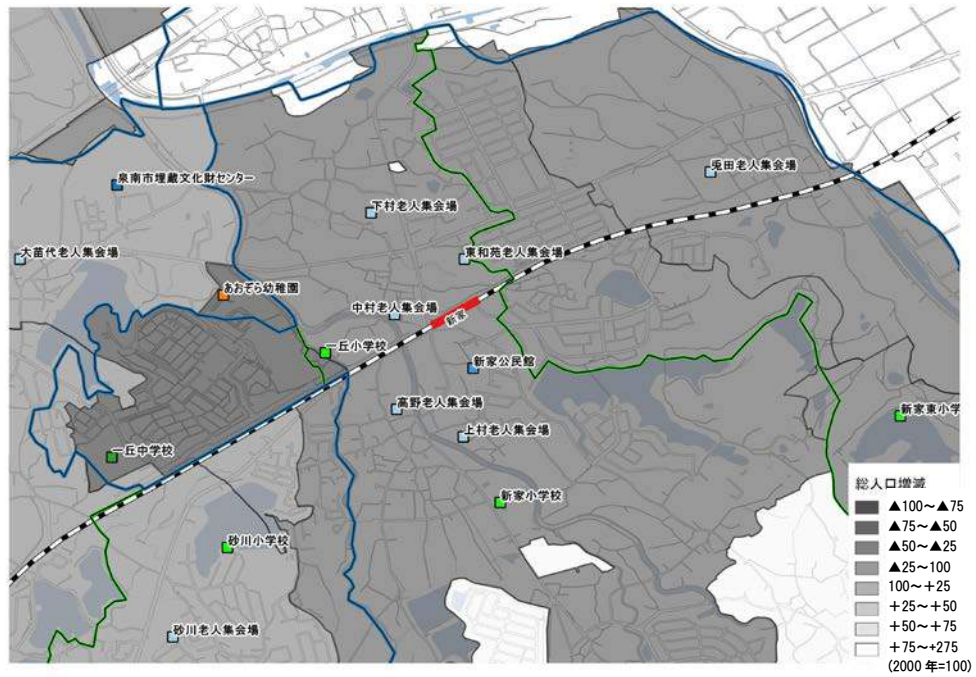 泉南市埋蔵文化財センター
兎田老人集会場
下村老人集会場
大苗代老人集会場
東和苑老人集会場
あおぞら幼稚園
中村老人集会場
新家
一丘小学校
新家公民館
高野老人集会場
新家東小学
上村老人集会場
一丘中学校
新家小学校
砂川小学校
砂川老人集会場
総人口増減
▲100～▲75
▲75～▲50
▲50～▲25
▲25～100
100～+25
+25～+50
+50～+75
+75～+275
(2000 年=100)